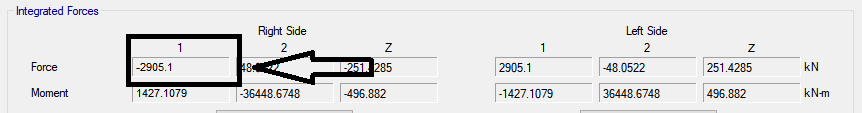 Integrated Forces
Right Side Left Side
1 2 Z 1 2 Z
Force -2905.1 2905.1 -48.0522 251.4285 kN
Moment 1427.1079 -36448.6748 -496.882 -1427.1079 36448.6748 496.882 kN-m